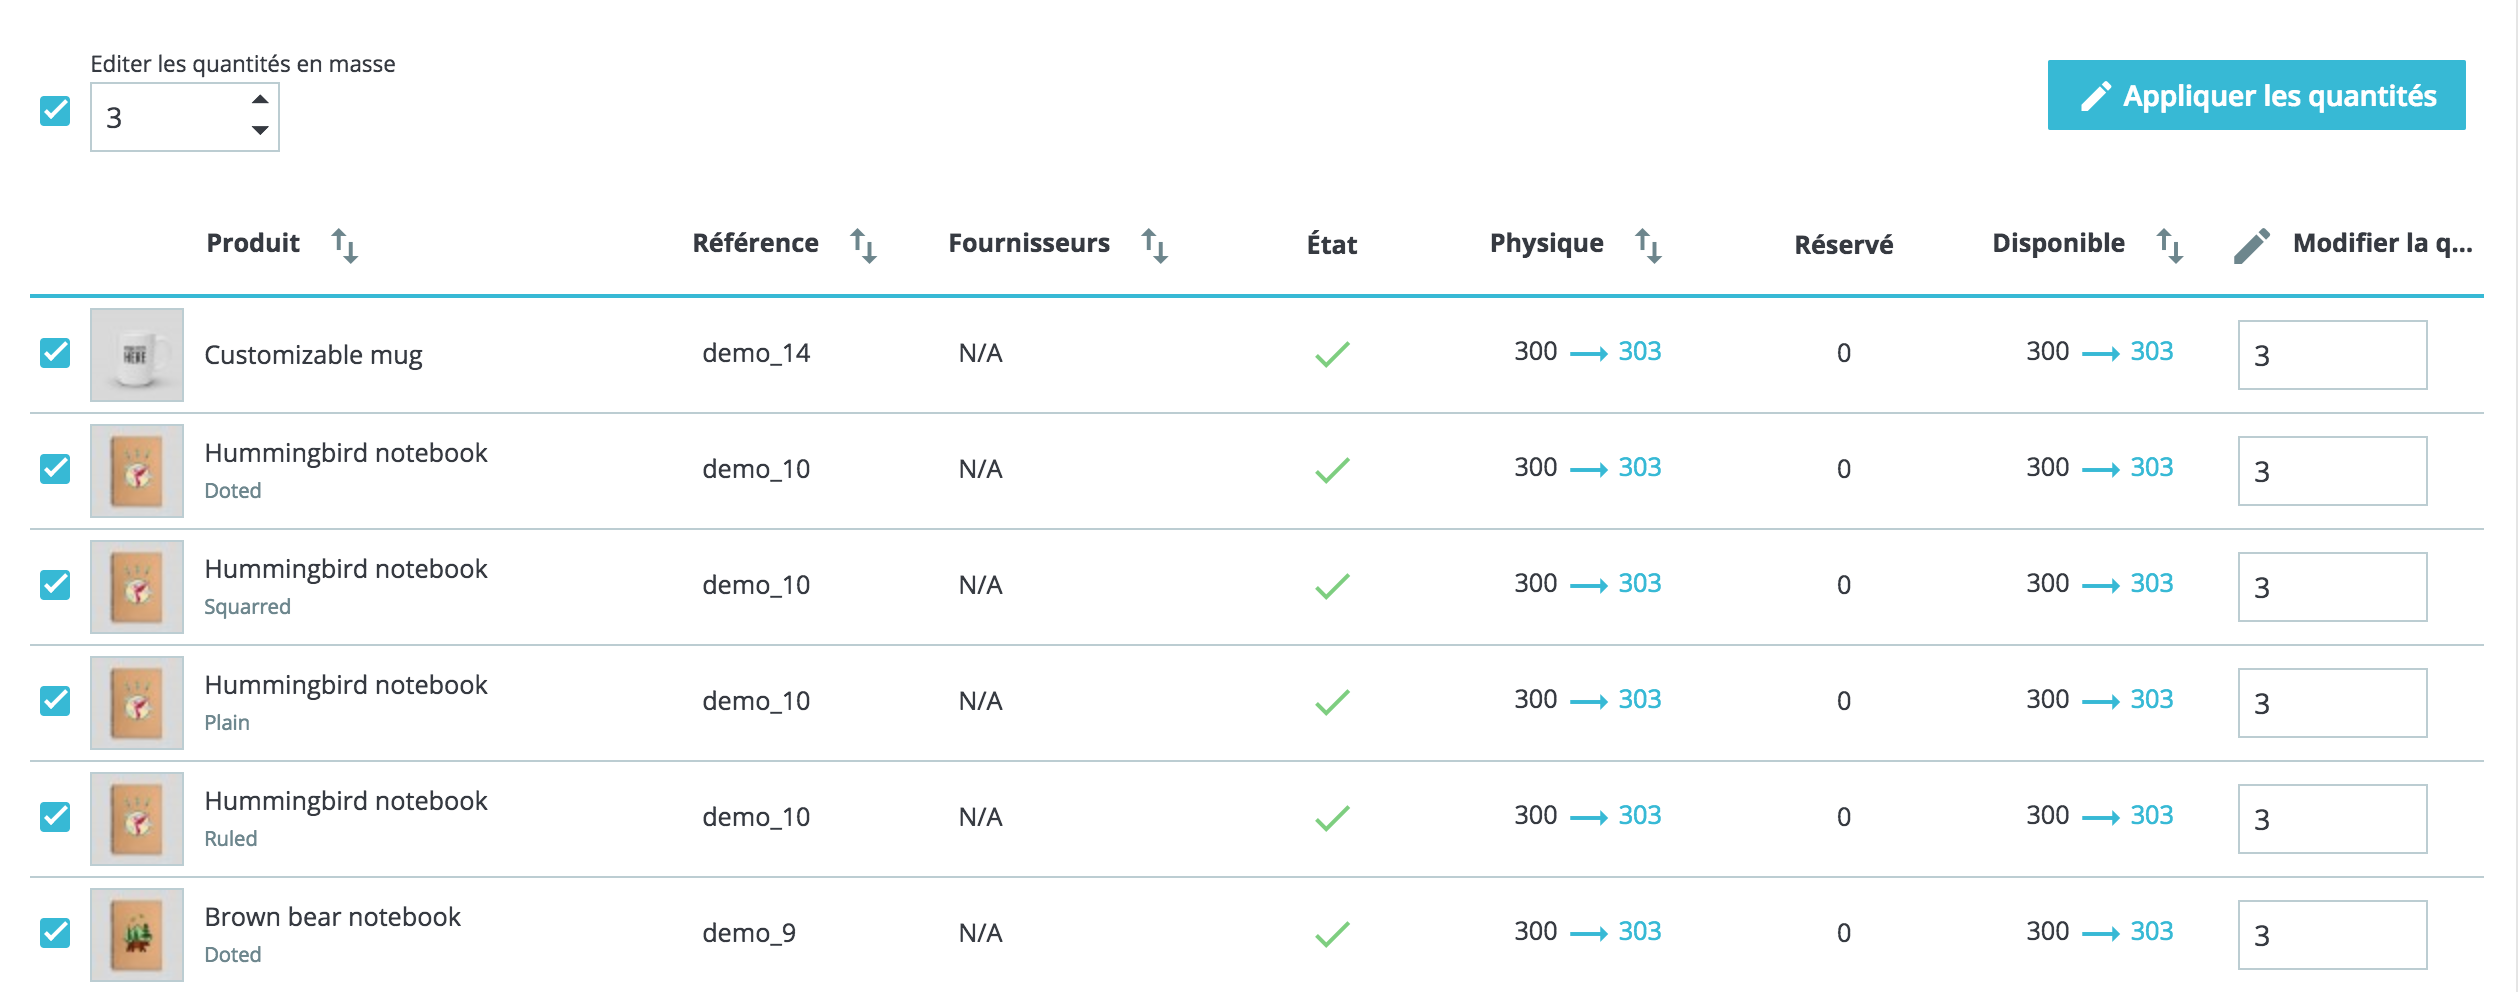 Editer les quantités en masse
3
Appliquer les quantités
Produit Référence Fournisseurs État Physique Réservé Disponible Modifier la q...
HERE
Customizable mug demo_14 N/A 300 303 0 300 303 3
Hummingbird notebook
Doted
demo_10 N/A 300 303 0 300 303 3
Hummingbird notebook
Squarred
demo_10 N/A 300 303 0 300 303 3
Hummingbird notebook
Plain
demo_10 N/A 300 303 0 300 303 3
Hummingbird notebook
Ruled
demo_10 N/A 300 303 0 300 303 3
Brown bear notebook
Doted
demo_9 N/A 300 303 0 300 303 3